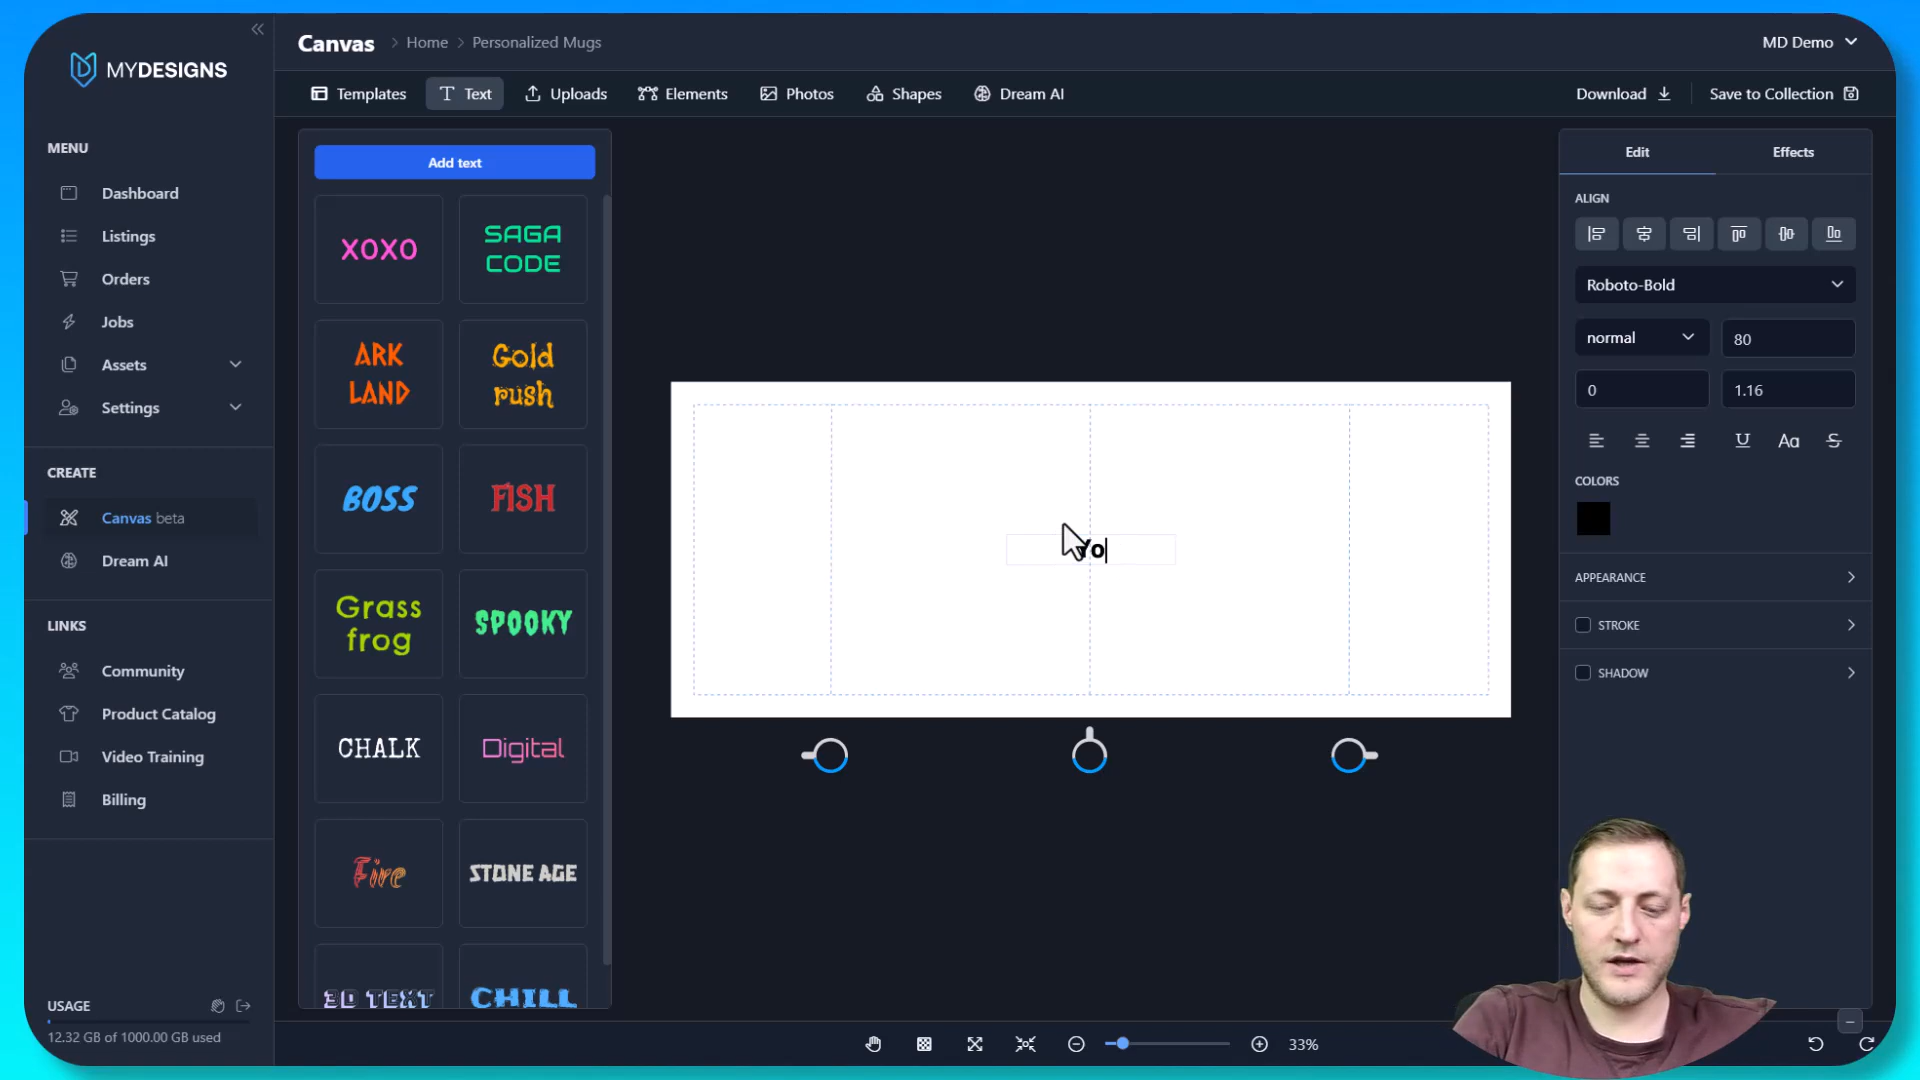 Canvas
Home
Personalized Mugs
MD Demo
MYDESIGNS
Templates
Text
Uploads
Elements
Photos
Shapes
Dream AI
Download
Save to Collection
MENU
Dashboard
Listings
Orders
Jobs
Assets
Settings
CREATE
Canvas beta
Dream AI
LINKS
Community
Product Catalog
Video Training
Billing
USAGE
12.32 GB of 1000.00 GB used
Add text
XOXO
SAGA
CODE
ARK
LAND
Gold
rush
BOSS
FISH
Grass
frog
SPOOKY
CHALK
Digital
Fire
STONE AGE
3D TEXT
CHILL
Yo
Edit
Effects
ALIGN
Roboto-Bold
normal
80
0
1.16
Aa
COLORS
APPEARANCE
STROKE
SHADOW
33%